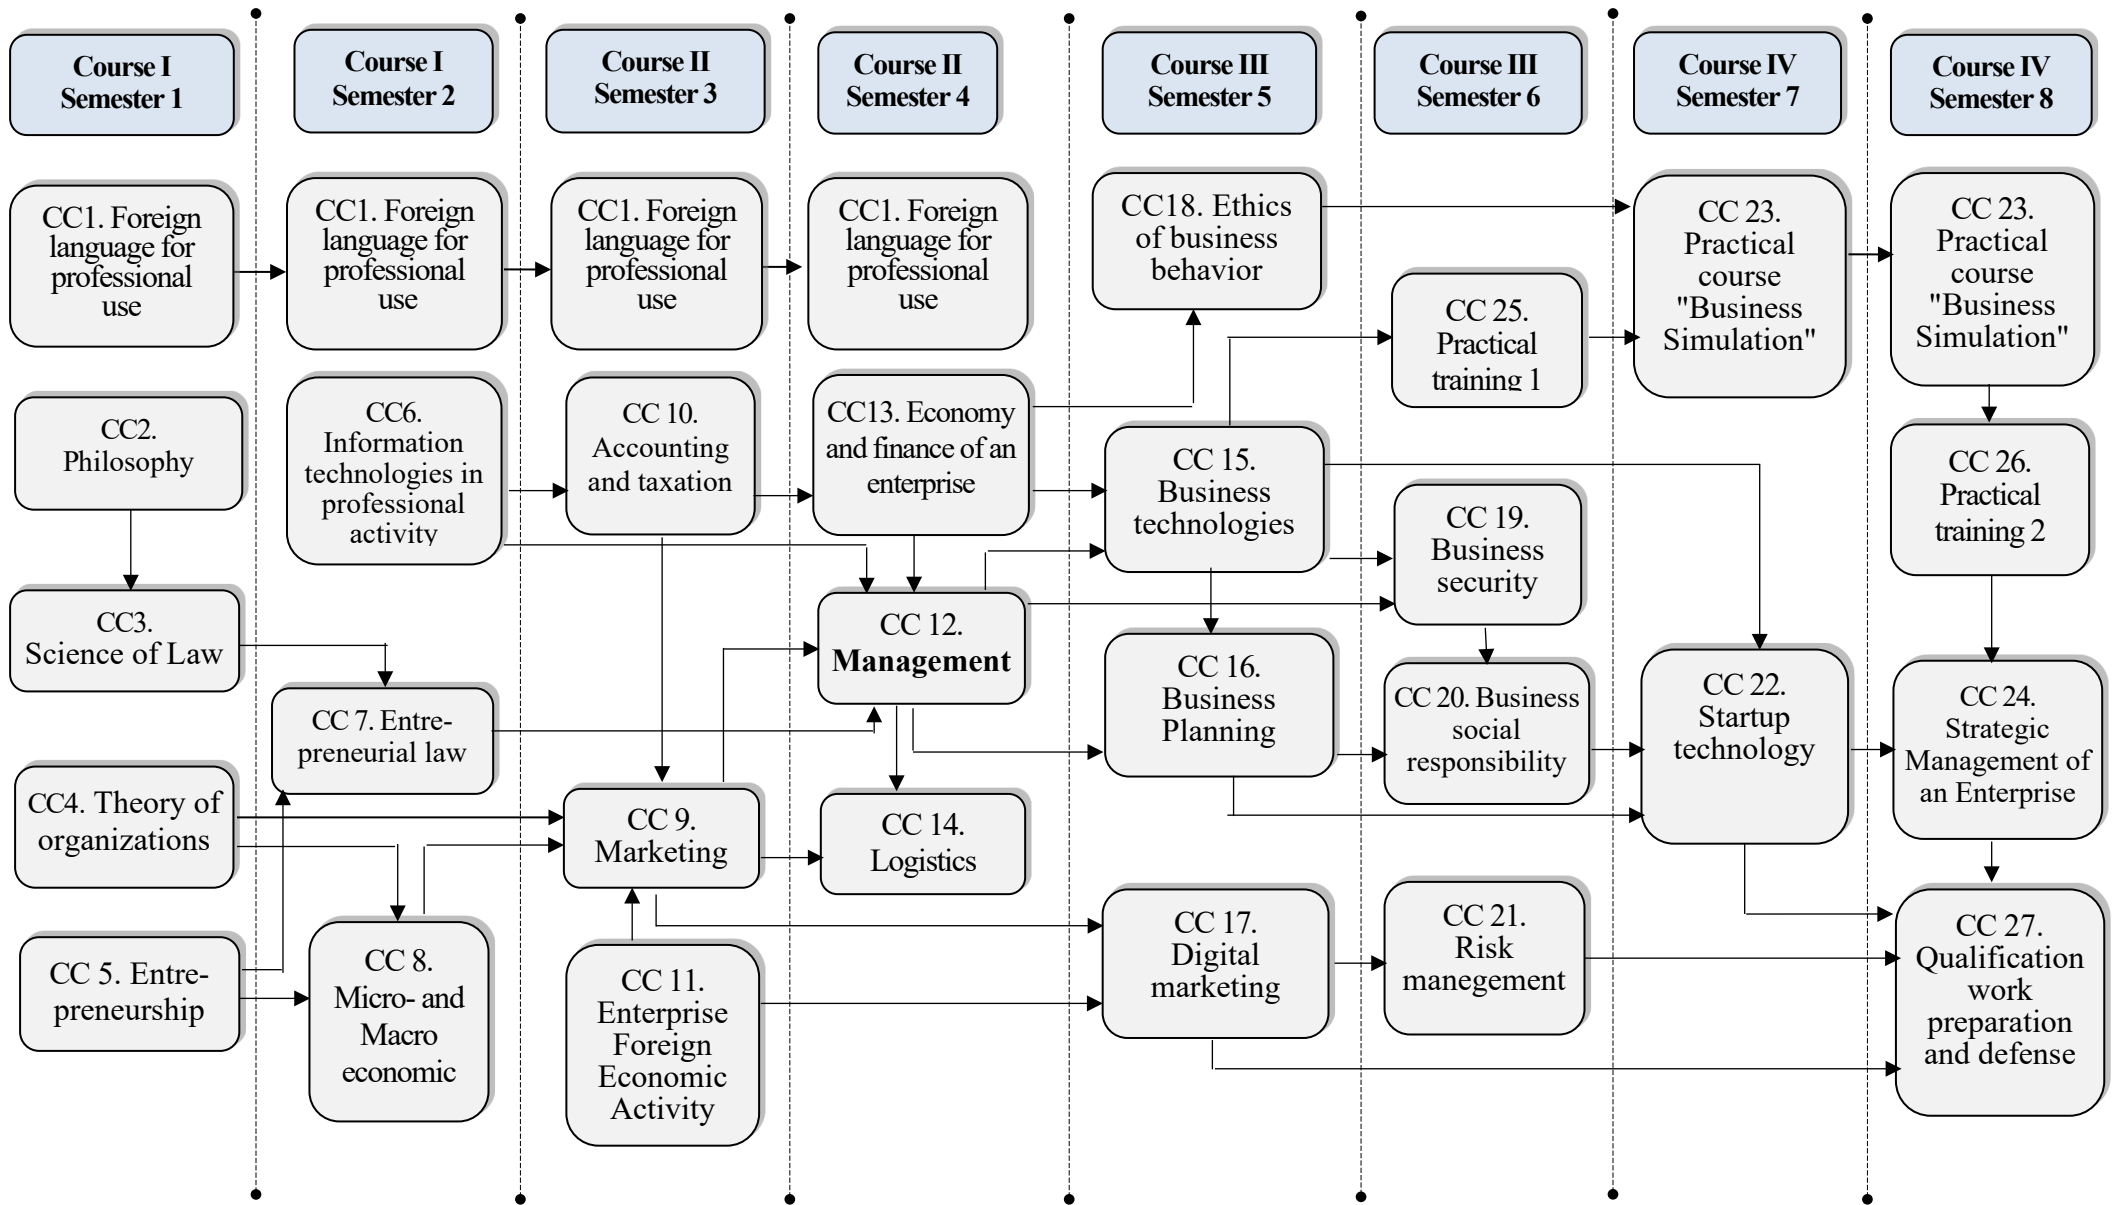 Course I
Semester 1
Course I
Semester 2
Course II
Semester 3
Course II
Semester 4
Course III
Semester 5
Course III
Semester 6
Course IV
Semester 7
Course IV
Semester 8
CC1. Foreign
language for
professional
use
CC2.
Philosophy
CC3.
Science of Law
CC4. Theory of
organizations
CC 5. Entre-
preneurship
CC1. Foreign
language for
professional
use
CC6.
Information
technologies in
professional
activity
CC 7. Entre-
preneurial law
CC 8.
Micro- and
Macro
economic
CC1. Foreign
language for
professional
use
CC 10.
Accounting
and taxation
CC 9.
Marketing
CC 11.
Enterprise
Foreign
Economic
Activity
CC1. Foreign
language for
professional
use
CC13. Economy
and finance of an
enterprise
CC 12.
Management
CC 14.
Logistics
CC18. Ethics
of business
behavior
CC 15.
Business
technologies
CC 16.
Business
Planning
CC 17.
Digital
marketing
CC 25.
Practical
training 1
CC 19.
Business
security
CC 20. Business
social
responsibility
CC 21.
Risk
manegement
CC 23.
Practical
course
"Business
Simulation"
CC 22.
Startup
technology
CC 23.
Practical
course
"Business
Simulation"
CC 26.
Practical
training 2
CC 24.
Strategic
Management of
an Enterprise
CC 27.
Qualification
work
preparation
and defense